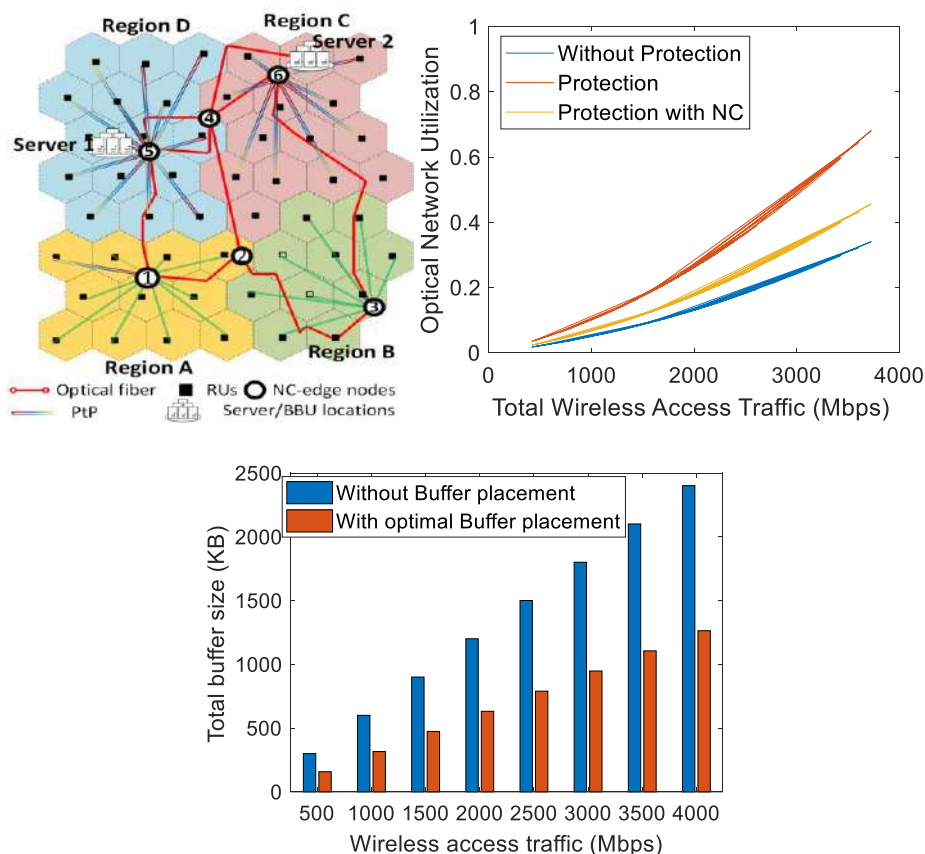 Region D
Region C
Server 2
6
4
Server 1
5
2
1
3
Region B
Region A
Optical fiber
RUs
NC-edge nodes
PtP
Server/BBU locations
1
0.8
0.6
0.4
0.2
0
Optical Network Utilization
Without Protection
Protection
Protection with NC
0 1000 2000 3000 4000
Total Wireless Access Traffic (Mbps)
2500
2000
1500
1000
500
0
Total buffer size (KB)
Without Buffer placement
With optimal Buffer placement
500 1000 1500 2000 2500 3000 3500 4000
Wireless access traffic (Mbps)